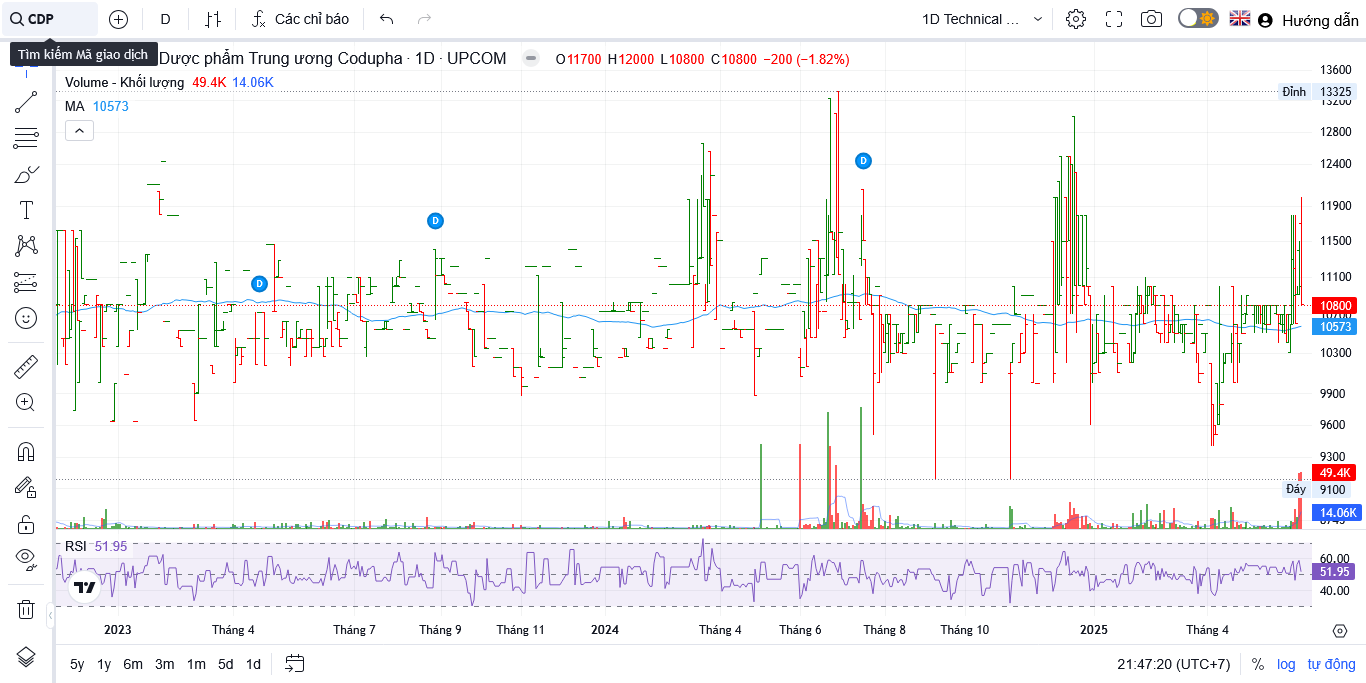 CDP
D
Các chỉ báo
1D Technical ...
Hướng dẫn
Tìm kiếm Mã giao dịch
Dược phẩm Trung ương Codupha · 1D · UPCOM
O11700 H12000 L10800 C10800 −200 (−1.82%)
Volume - Khối lượng 49.4K 14.06K
MA 10573
13600
Đỉnh 13325
13200
12800
12400
D
11900
D
11500
11100
D
10800
10700
10573
10300
9900
9600
9300
49.4K
Đáy 9100
14.06K
RSI 51.95
60.00
51.95
40.00
2023 Tháng 4 Tháng 7 Tháng 9 Tháng 11 2024 Tháng 4 Tháng 6 Tháng 8 Tháng 10 2025 Tháng 4
5y 1y 6m 3m 1m 5d 1d
21:47:20 (UTC+7) % log tự động